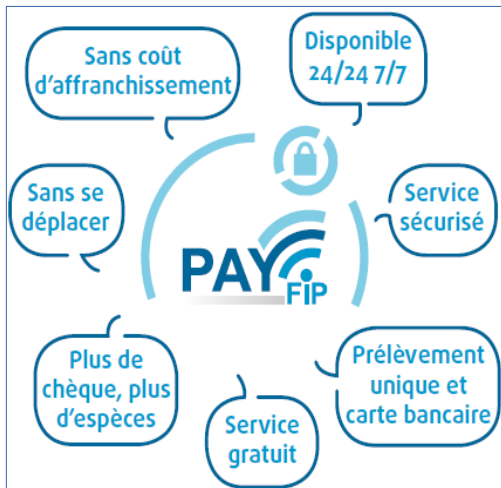 Sans coût
d'affranchissement
Disponible
24/24 7/7
Sans se
déplacer
Service
sécurisé
PAY
FiP
Plus de
chèque, plus
d'espèces
Service
gratuit
Prélèvement
unique et
carte bancaire